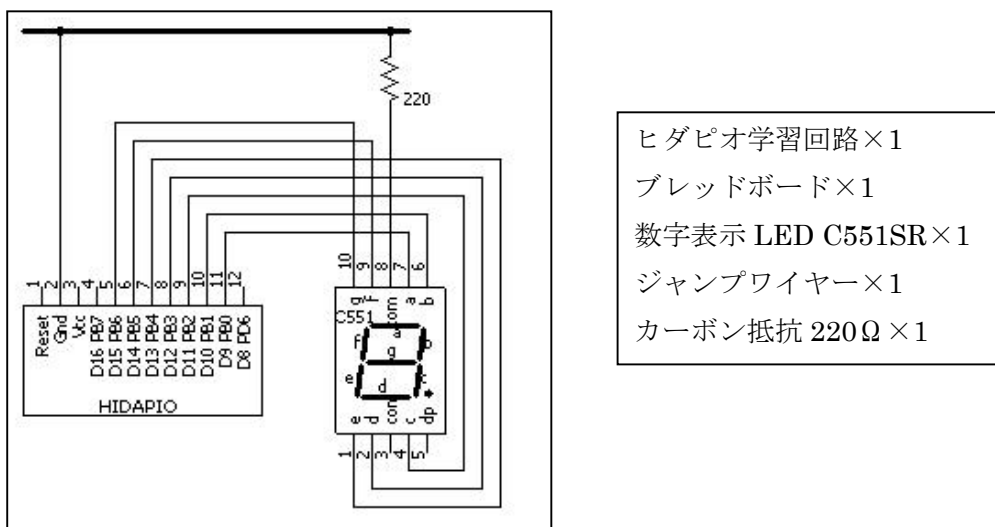 220
10
9
8
7
6
g
f
com
a
b
C551
a
f
g
b
e
d
c
e
d
com
c
dp
1
2
3
4
5
1
2
3
4
5
6
7
8
9
10
11
12
Reset
Gnd
Vcc
D16 PB7
D15 PB6
D14 PB5
D13 PB4
D12 PB3
D11 PB2
D10 PB1
D9 PB0
D8 PD6
HIDAPIO
ヒダピオ学習回路×1
ブレッドボード×1
数字表示 LED C551SR×1
ジャンプワイヤー×1
カーボン抵抗 220Ω×1